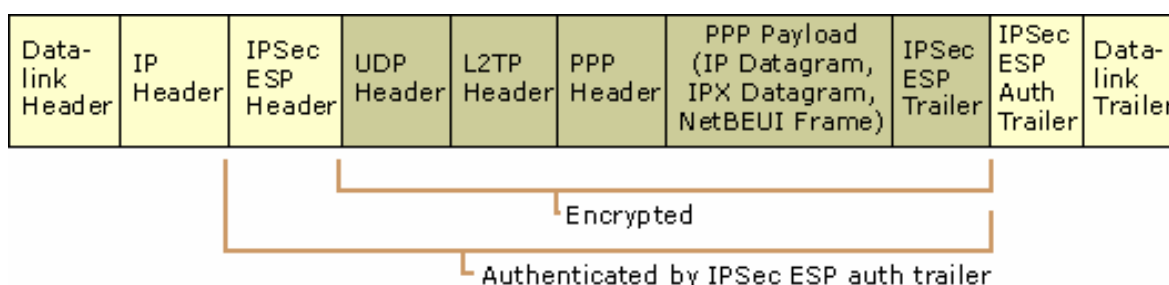 Data-
link
Header
IP
Header
IPSec
ESP
Header
UDP
Header
L2TP
Header
PPP
Header
PPP Payload
(IP Datagram,
IPX Datagram,
NetBEUI Frame)
IPSec
ESP
Trailer
IPSec
ESP
Auth
Trailer
Data-
link
Trailer
Encrypted
Authenticated by IPSec ESP auth trailer